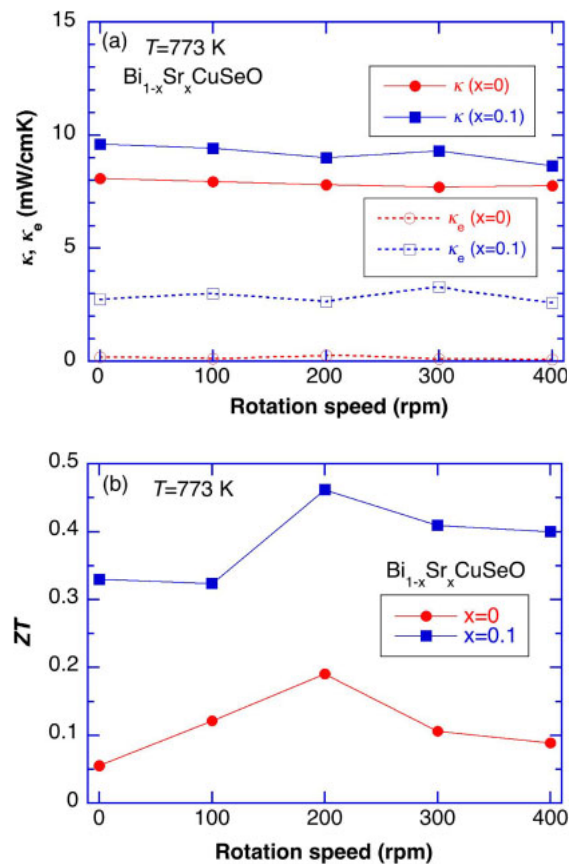 (a)
T=773 K
Bi₁₋ₓSrₓCuSeO
κ (x=0)
κ (x=0.1)
κₑ (x=0)
κₑ (x=0.1)
κ, κₑ (mW/cmK)
15
10
5
0
0 100 200 300 400
Rotation speed (rpm)
(b)
T=773 K
Bi₁₋ₓSrₓCuSeO
x=0
x=0.1
ZT
0.5
0.4
0.3
0.2
0.1
0
0 100 200 300 400
Rotation speed (rpm)